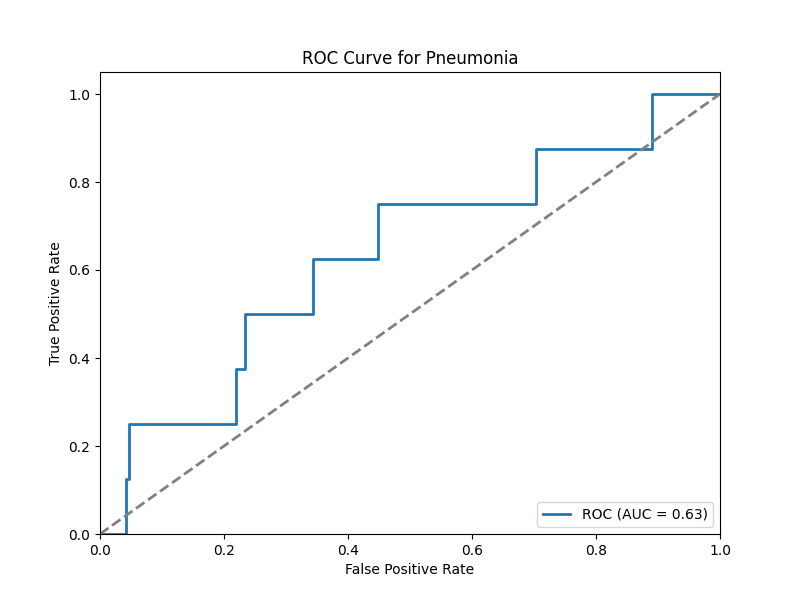 ROC Curve for Pneumonia
True Positive Rate
1.0
0.8
0.6
0.4
0.2
0.0
ROC (AUC = 0.63)
0.0 0.2 0.4 0.6 0.8 1.0
False Positive Rate